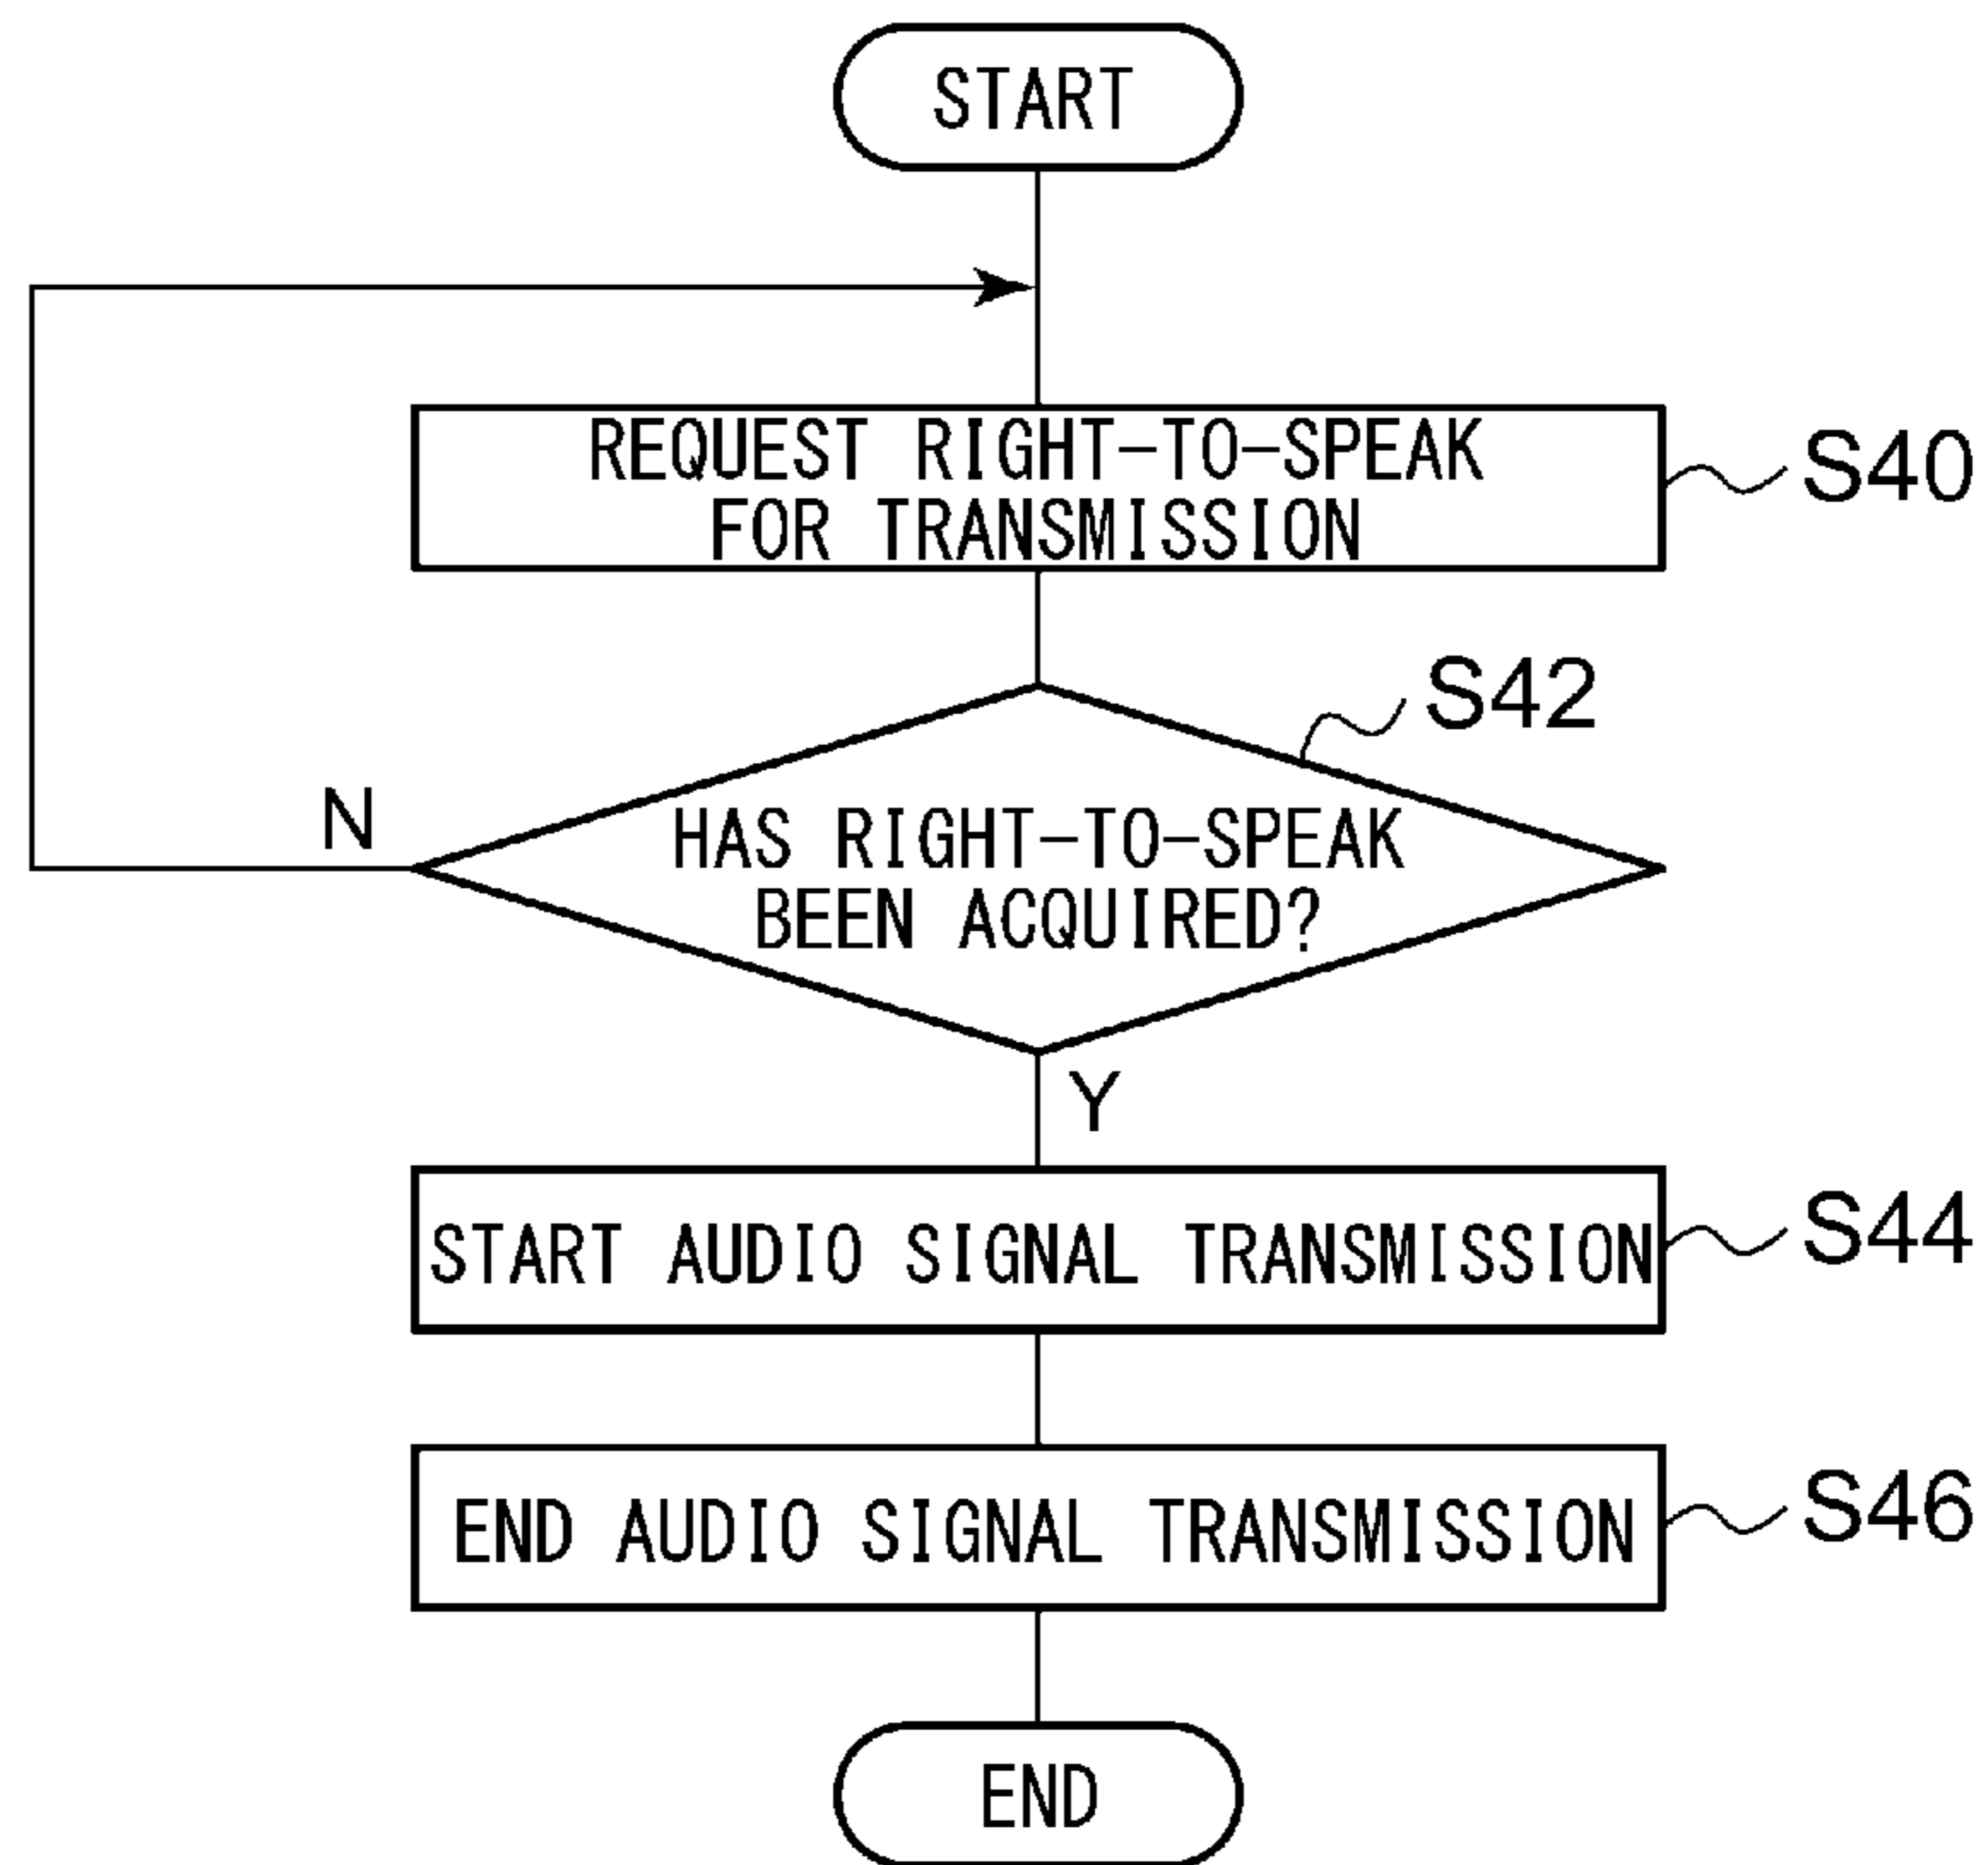 START
REQUEST RIGHT-TO-SPEAK
FOR TRANSMISSION
S40
S42
N
HAS RIGHT-TO-SPEAK
BEEN ACQUIRED?
Y
START AUDIO SIGNAL TRANSMISSION
S44
END AUDIO SIGNAL TRANSMISSION
S46
END